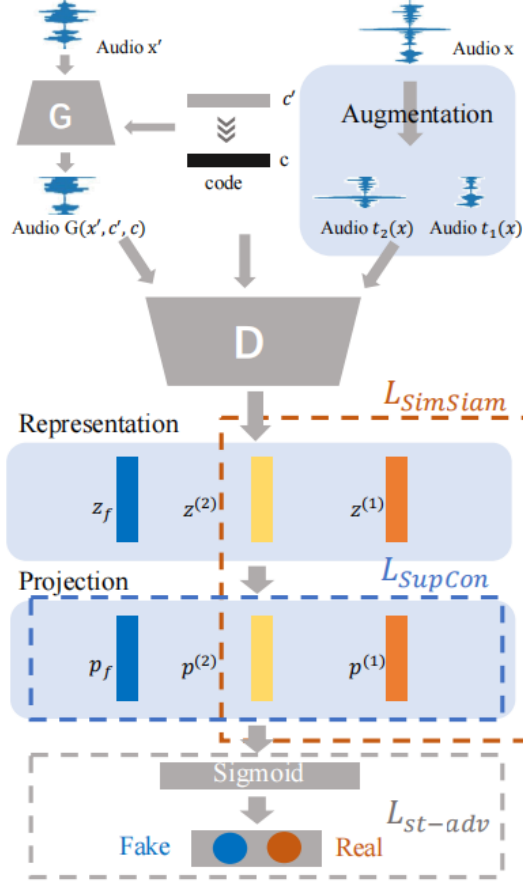 Audio x′
Audio x
G
c′
Augmentation
c
code
Audio G(x′, c′, c)
Audio t₂(x)
Audio t₁(x)
D
L_SimSiam
Representation
z_f
z⁽²⁾
z⁽¹⁾
L_SupCon
Projection
p_f
p⁽²⁾
p⁽¹⁾
Sigmoid
L_st−adv
Fake
Real